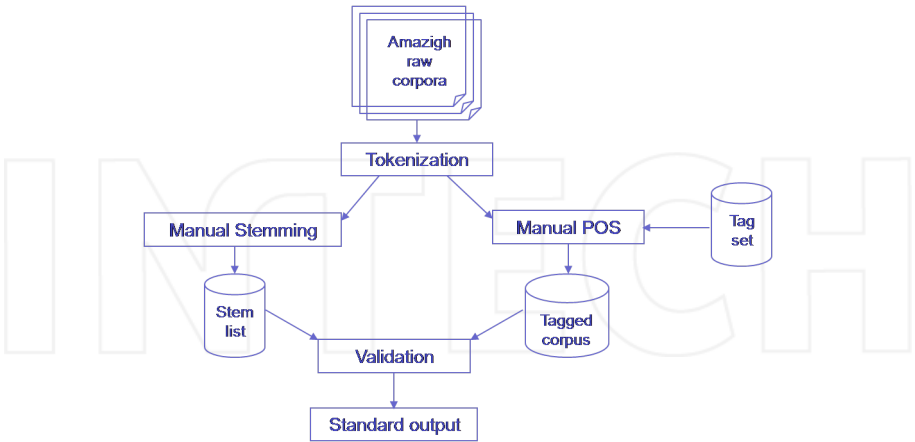 Amazigh
raw
corpora
Tokenization
Manual Stemming
Manual POS
Tag
set
Stem
list
Tagged
corpus
Validation
Standard output
INTECH